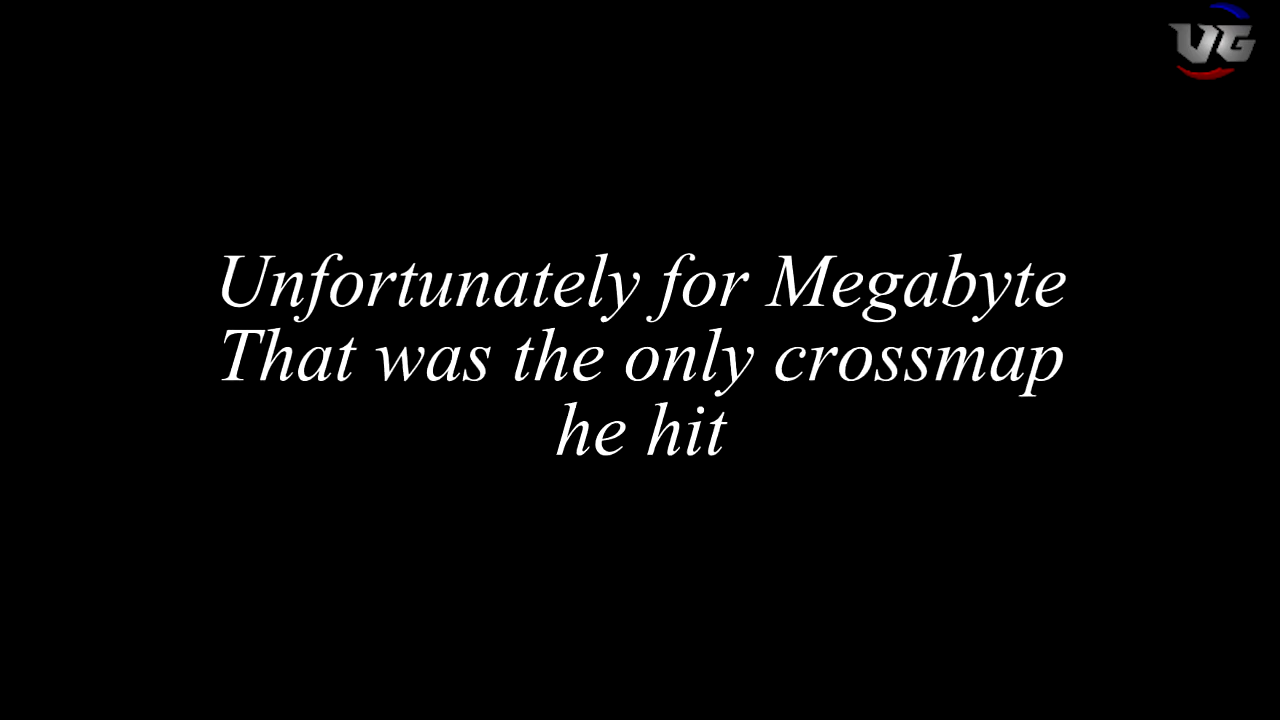 VG
Unfortunately for Megabyte
That was the only crossmap
he hit